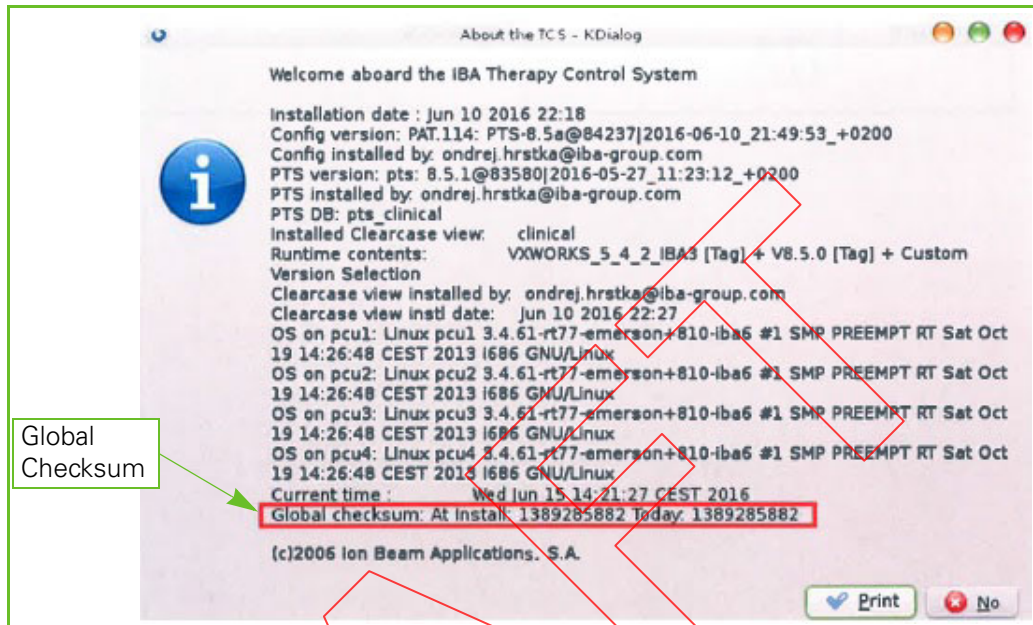 About the TCS - KDialog
Welcome aboard the IBA Therapy Control System
Installation date : Jun 10 2016 22:18
Config version: PAT.114: PTS-8.5a@84237|2016-06-10_21:49:53_+0200
Config installed by: ondrej.hrstka@iba-group.com
PTS version: pts: 8.5.1@83580|2016-05-27_11:23:12_+0200
PTS installed by: ondrej.hrstka@iba-group.com
PTS DB: pts_clinical
Installed Clearcase view: clinical
Runtime contents: VXWORKS_5_4_2_IBA3 [Tag] + V8.5.0 [Tag] + Custom
Version Selection
Clearcase view installed by: ondrej.hrstka@iba-group.com
Clearcase view instl date: Jun 10 2016 22:27
OS on pcu1: Linux pcu1 3.4.61-rt77-emerson+810-iba6 #1 SMP PREEMPT RT Sat Oct
19 14:26:48 CEST 2013 i686 GNU/Linux
OS on pcu2: Linux pcu2 3.4.61-rt77-emerson+810-iba6 #1 SMP PREEMPT RT Sat Oct
19 14:26:48 CEST 2013 i686 GNU/Linux
OS on pcu3: Linux pcu3 3.4.61-rt77-emerson+810-iba6 #1 SMP PREEMPT RT Sat Oct
19 14:26:48 CEST 2013 i686 GNU/Linux
OS on pcu4: Linux pcu4 3.4.61-rt77-emerson+810-iba6 #1 SMP PREEMPT RT Sat Oct
19 14:26:48 CEST 2013 i686 GNU/Linux
Current time : Wed Jun 15 14:21:27 CEST 2016
Global checksum: At Install: 1389285882 Today: 1389285882
(c)2006 Ion Beam Applications, S.A.
Print
No
Global
Checksum